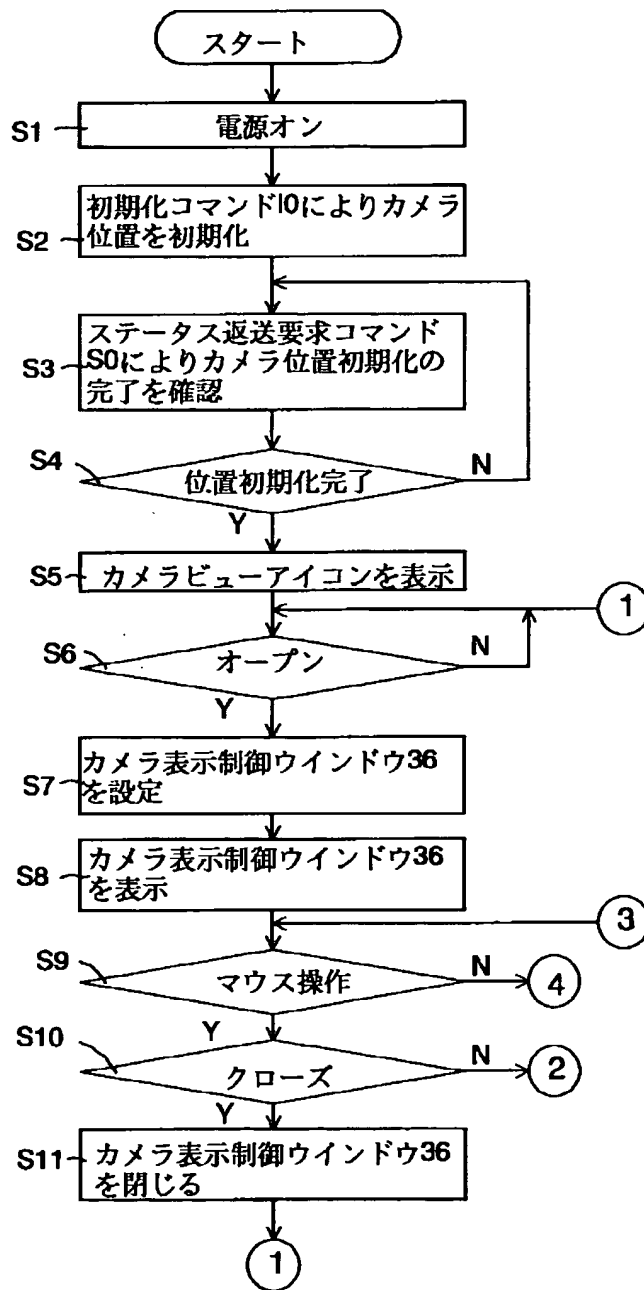 スタート
S1
電源オン
S2
初期化コマンドI0によりカメラ
位置を初期化
S3
ステータス返送要求コマンド
S0によりカメラ位置初期化の
完了を確認
S4
位置初期化完了
N
Y
S5
カメラビューアイコンを表示
1
S6
オープン
N
Y
S7
カメラ表示制御ウインドウ36
を設定
S8
カメラ表示制御ウインドウ36
を表示
3
S9
マウス操作
N
4
Y
S10
クローズ
N
2
Y
S11
カメラ表示制御ウインドウ36
を閉じる
1